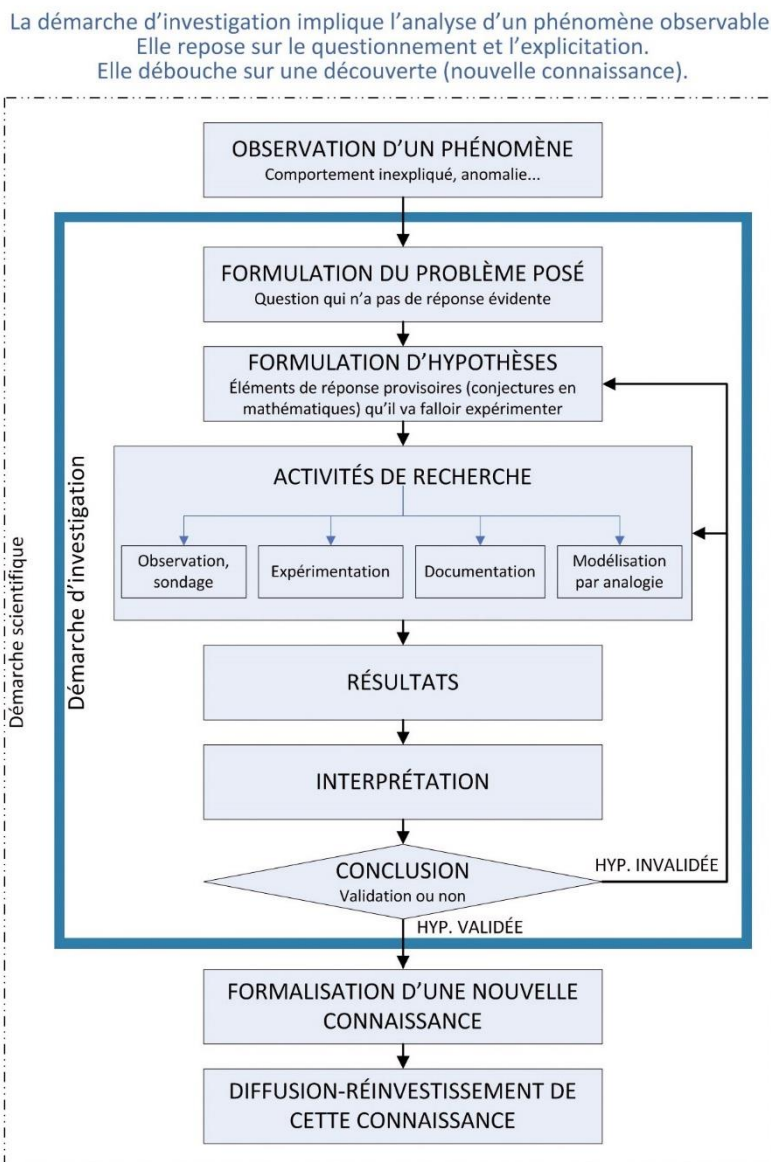 La démarche d’investigation implique l’analyse d’un phénomène observable
Elle repose sur le questionnement et l’explicitation.
Elle débouche sur une découverte (nouvelle connaissance).
OBSERVATION D’UN PHÉNOMÈNE
Comportement inexpliqué, anomalie...
FORMULATION DU PROBLÈME POSÉ
Question qui n’a pas de réponse évidente
FORMULATION D’HYPOTHÈSES
Éléments de réponse provisoires (conjectures en
mathématiques) qu’il va falloir expérimenter
ACTIVITÉS DE RECHERCHE
Observation,
sondage
Expérimentation
Documentation
Modélisation
par analogie
Démarche scientifique
Démarche d’investigation
RÉSULTATS
INTERPRÉTATION
CONCLUSION
Validation ou non
HYP. INVALIDÉE
HYP. VALIDÉE
FORMALISATION D’UNE NOUVELLE
CONNAISSANCE
DIFFUSION-RÉINVESTISSEMENT DE
CETTE CONNAISSANCE